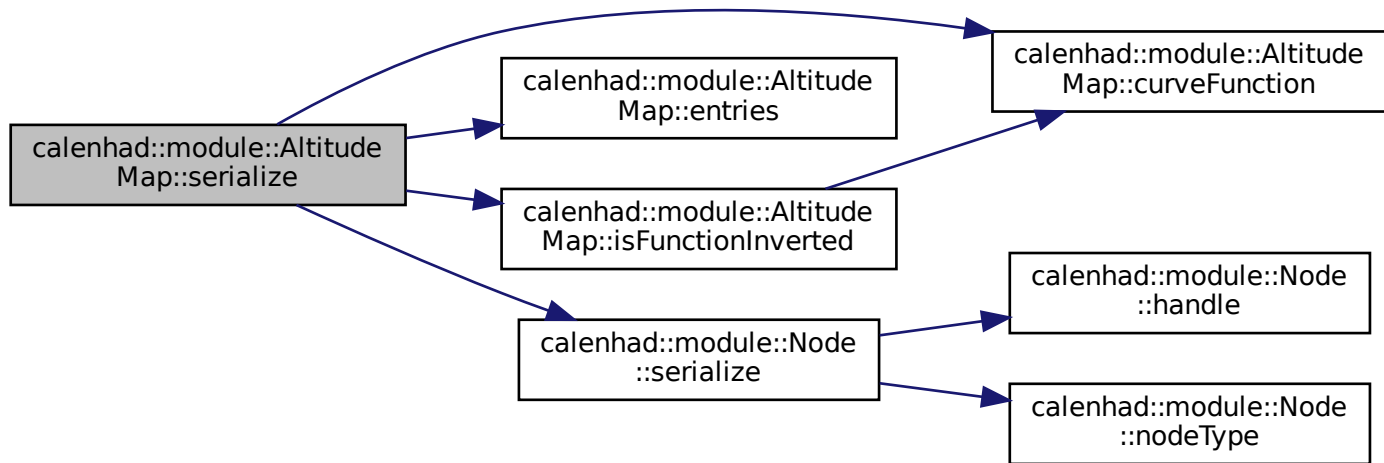 calenhad::module::Altitude
Map::serialize
calenhad::module::Altitude
Map::entries
calenhad::module::Altitude
Map::isFunctionInverted
calenhad::module::Node
::serialize
calenhad::module::Altitude
Map::curveFunction
calenhad::module::Node
::handle
calenhad::module::Node
::nodeType